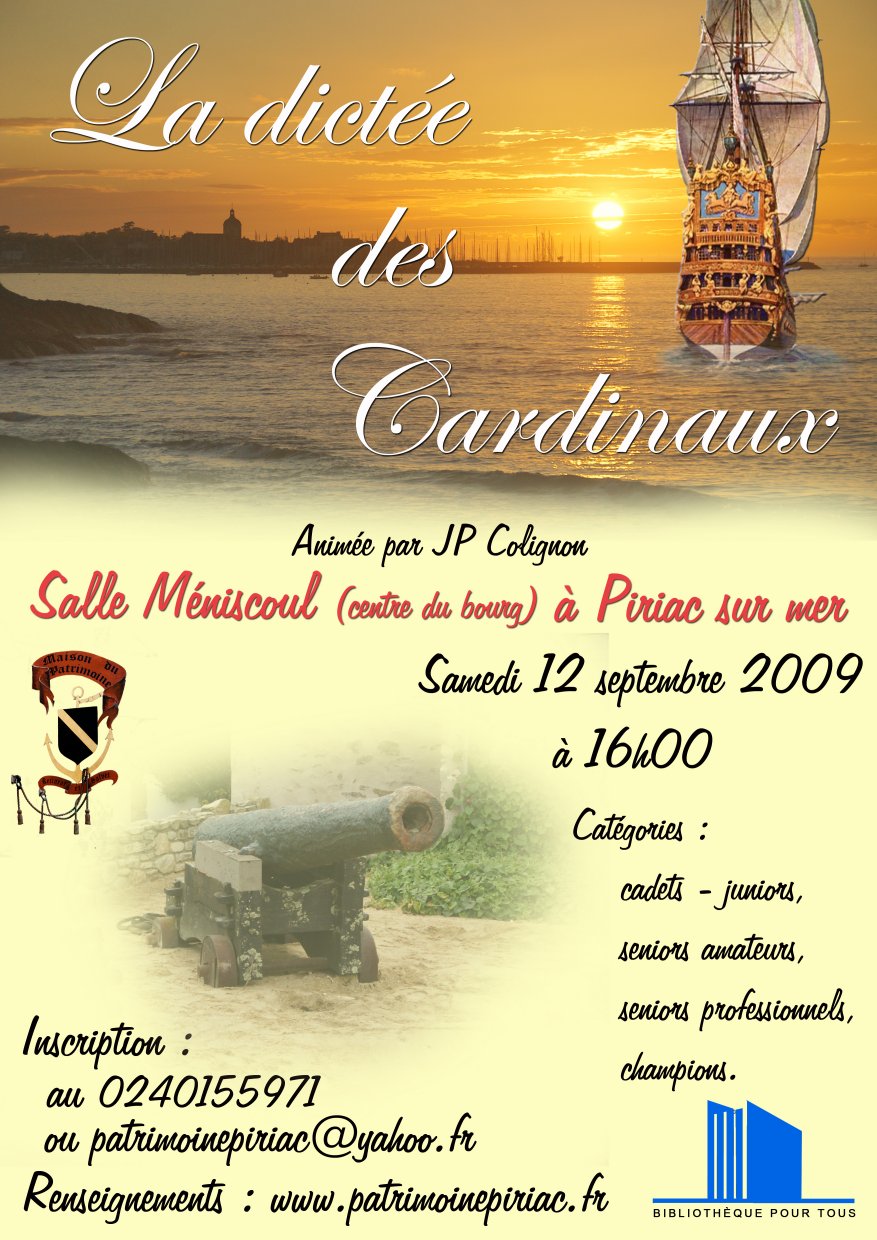 La dictée
des
Cardinaux
Animée par JP Colignon
Salle Méniscoul (centre du bourg) à Piriac sur mer
Maison du
Patrimoine
Samedi 12 septembre 2009
à 16h00
Catégories :
cadets - juniors,
seniors amateurs,
seniors professionnels,
champions.
Inscription :
au 0240155971
ou patrimoinepiriac@yahoo.fr
Renseignements : www.patrimoinepiriac.fr
BIBLIOTHÈQUE POUR TOUS